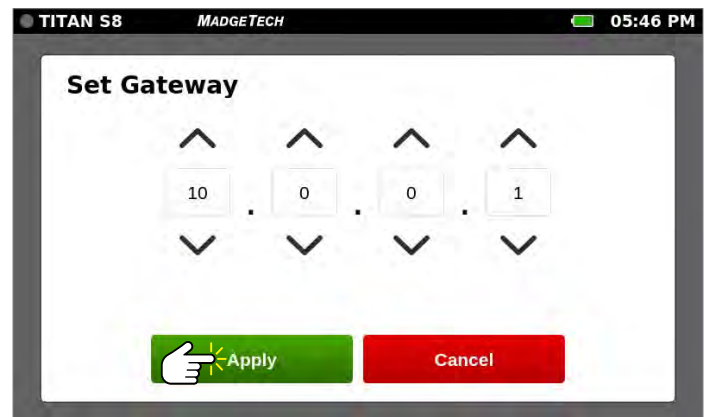 TITAN S8 MADGETECH 05:46 PM
Set Gateway
10 . 0 . 0 . 1
Apply Cancel